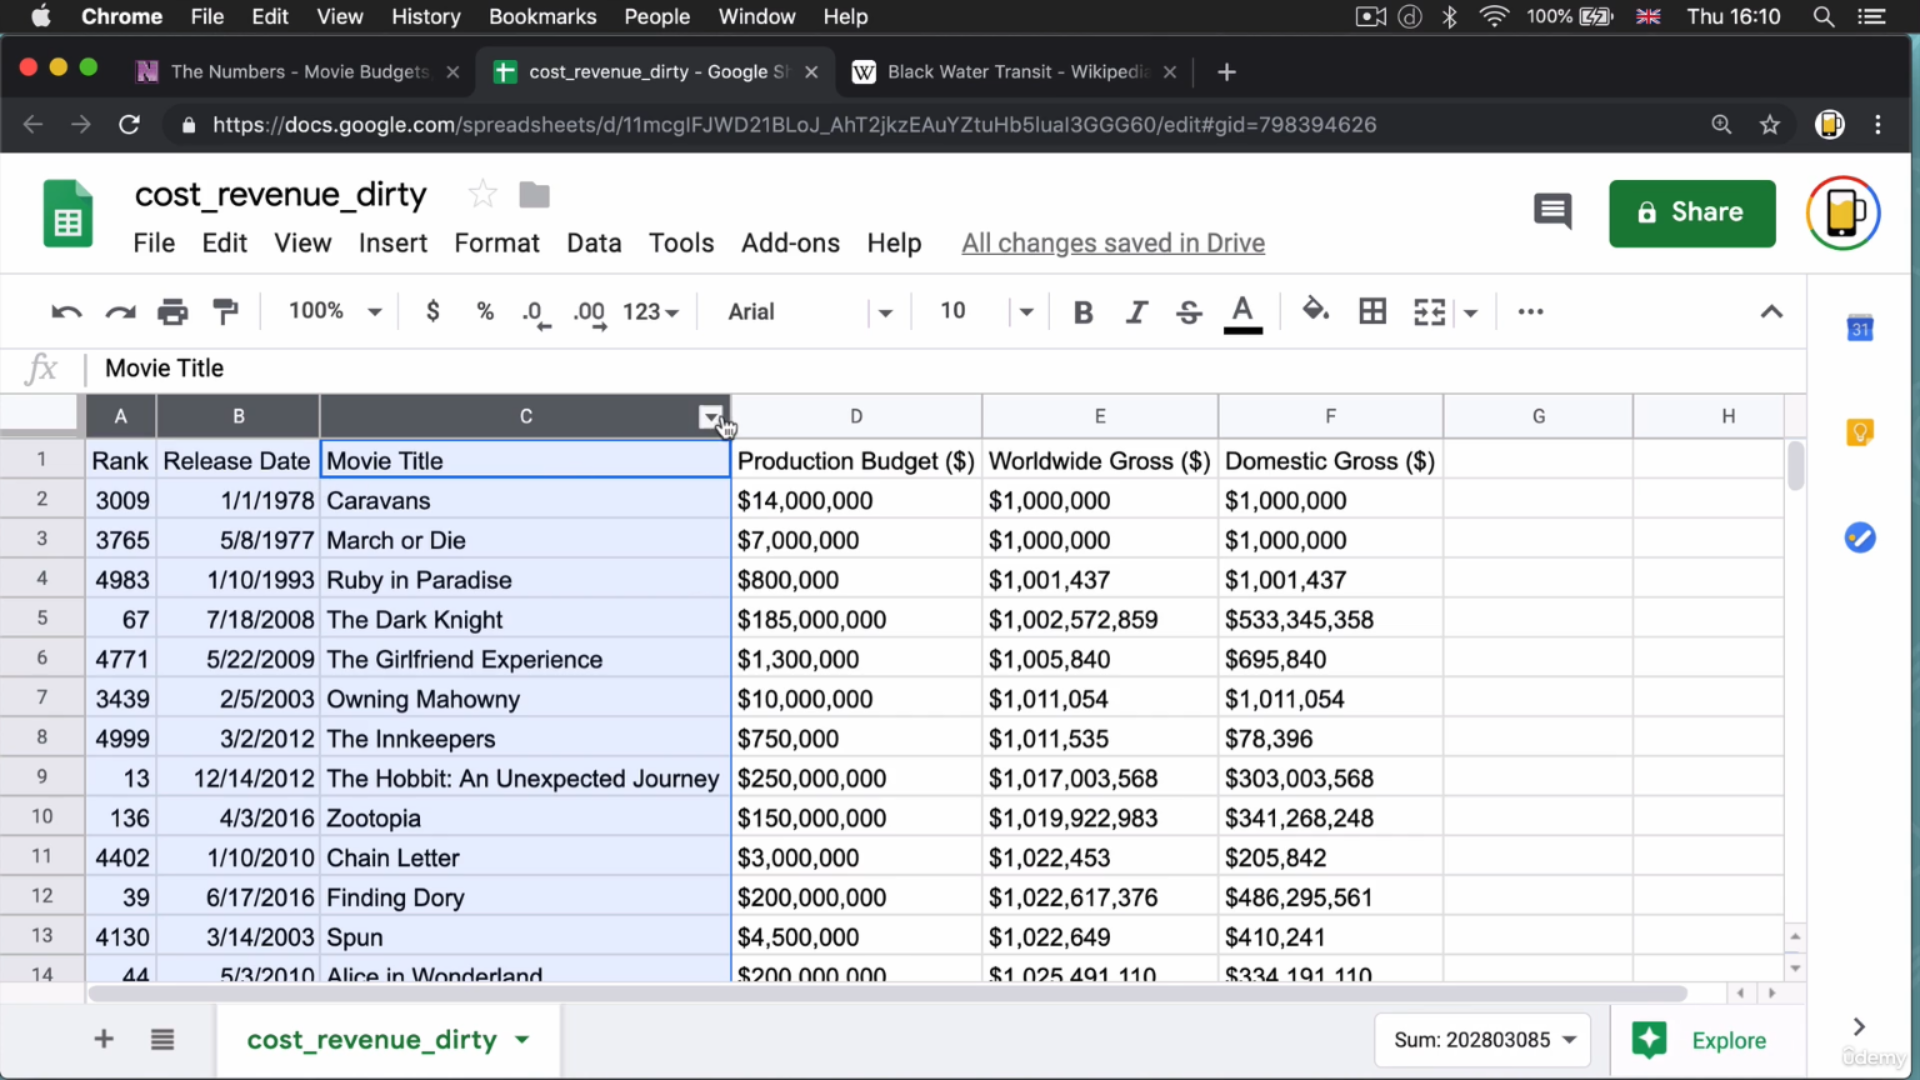 Chrome File Edit View History Bookmarks People Window Help 100% Thu 16:10
The Numbers - Movie Budgets cost_revenue_dirty - Google Sh Black Water Transit - Wikipedia
https://docs.google.com/spreadsheets/d/11mcgIFJWD21BLoJ_AhT2jkzEAuYZtuHb5lual3GGG60/edit#gid=798394626
cost_revenue_dirty
Share
File Edit View Insert Format Data Tools Add-ons Help All changes saved in Drive
100% $ % .0 .00 123 Arial 10 B I S A
31
fx Movie Title
A B C D E F G H
1 Rank Release Date Movie Title Production Budget ($) Worldwide Gross ($) Domestic Gross ($)
2 3009 1/1/1978 Caravans $14,000,000 $1,000,000 $1,000,000
3 3765 5/8/1977 March or Die $7,000,000 $1,000,000 $1,000,000
4 4983 1/10/1993 Ruby in Paradise $800,000 $1,001,437 $1,001,437
5 67 7/18/2008 The Dark Knight $185,000,000 $1,002,572,859 $533,345,358
6 4771 5/22/2009 The Girlfriend Experience $1,300,000 $1,005,840 $695,840
7 3439 2/5/2003 Owning Mahowny $10,000,000 $1,011,054 $1,011,054
8 4999 3/2/2012 The Innkeepers $750,000 $1,011,535 $78,396
9 13 12/14/2012 The Hobbit: An Unexpected Journey $250,000,000 $1,017,003,568 $303,003,568
10 136 4/3/2016 Zootopia $150,000,000 $1,019,922,983 $341,268,248
11 4402 1/10/2010 Chain Letter $3,000,000 $1,022,453 $205,842
12 39 6/17/2016 Finding Dory $200,000,000 $1,022,617,376 $486,295,561
13 4130 3/14/2003 Spun $4,500,000 $1,022,649 $410,241
14 44 5/3/2010 Alice in Wonderland $200,000,000 $1,025,491,110 $334,191,110
cost_revenue_dirty Sum: 202803085 Explore
ûdemy